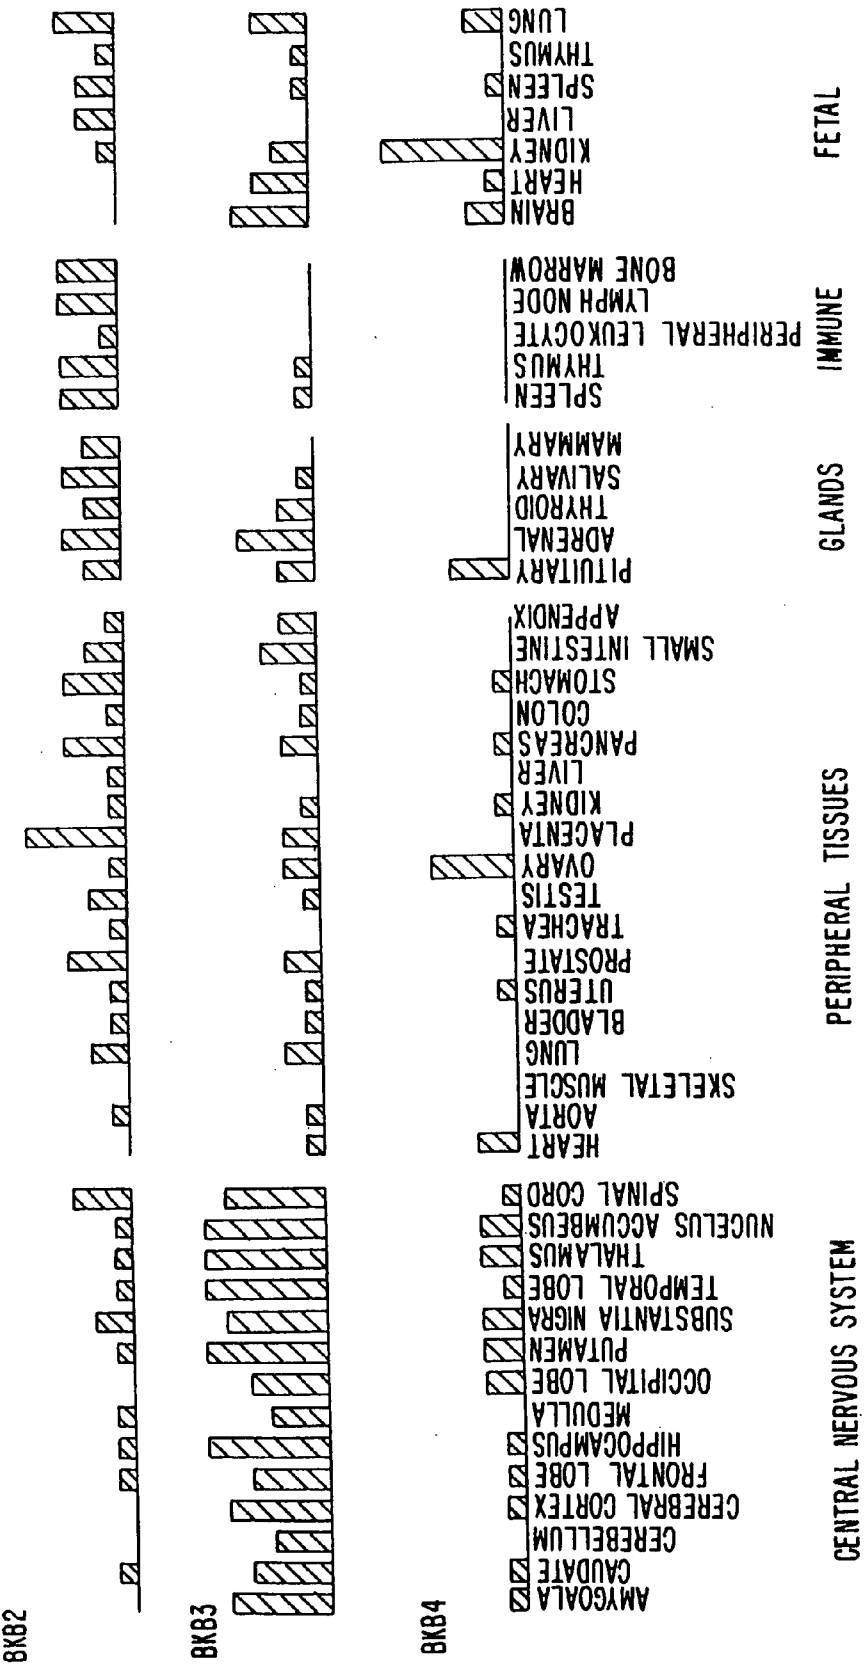 BKB2
BKB3
BKB4
AMYGOALA
CAUDATE
CEREBELLUM
CEREBRAL CORTEX
FRONTAL LOBE
HIPPOCAMPUS
MEDULLA
OCCIPITAL LOBE
PUTAMEN
SUBSTANTIA NIGRA
TEMPORAL LOBE
THALAMUS
NUCELUS ACCUMBEUS
SPINAL CORD
HEART
AORTA
SKELETAL MUSCLE
LUNG
BLADDER
UTERUS
PROSTATE
TRACHEA
TESTIS
OVARY
PLACENTA
KIDNEY
LIVER
PANCREAS
COLON
STOMACH
SMALL INTESTINE
APPENDIX
PITUITARY
ADRENAL
THYROID
SALIVARY
MAMMARY
SPLEEN
THYMUS
PERIPHERAL LEUKOCYTE
LYMPH NODE
BONE MARROW
BRAIN
HEART
KIDNEY
LIVER
SPLEEN
THYMUS
LUNG
CENTRAL NERVOUS SYSTEM
PERIPHERAL TISSUES
GLANDS
IMMUNE
FETAL